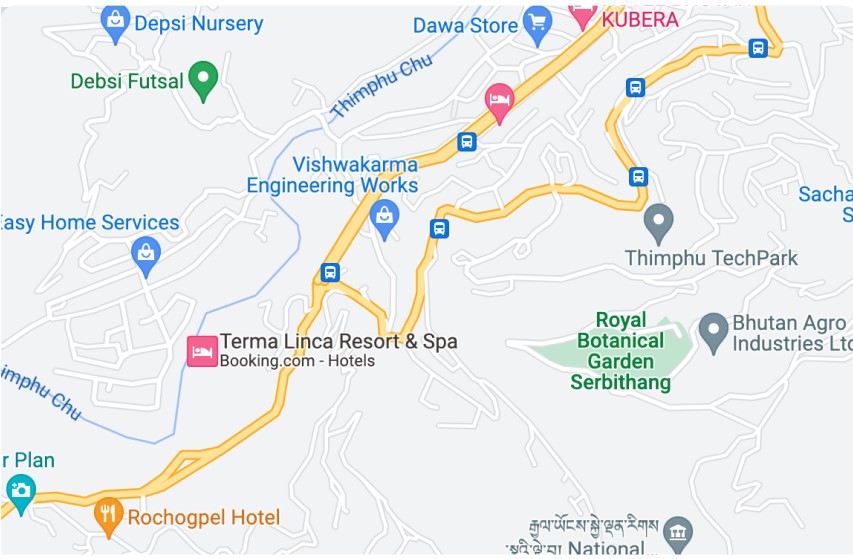 Depsi Nursery
Dawa Store
KUBERA
Debsi Futsal
Thimphu Chu
Vishwakarma
Engineering Works
Easy Home Services
Sacha
S
Thimphu TechPark
Terma Linca Resort & Spa
Booking.com - Hotels
Royal
Botanical
Garden
Serbithang
Bhutan Agro
Industries Ltd
imphu Chu
r Plan
Rochogpel Hotel
རྒྱལ་ཡོངས་སྐྱེ་ལྡན་རིགས་
National...